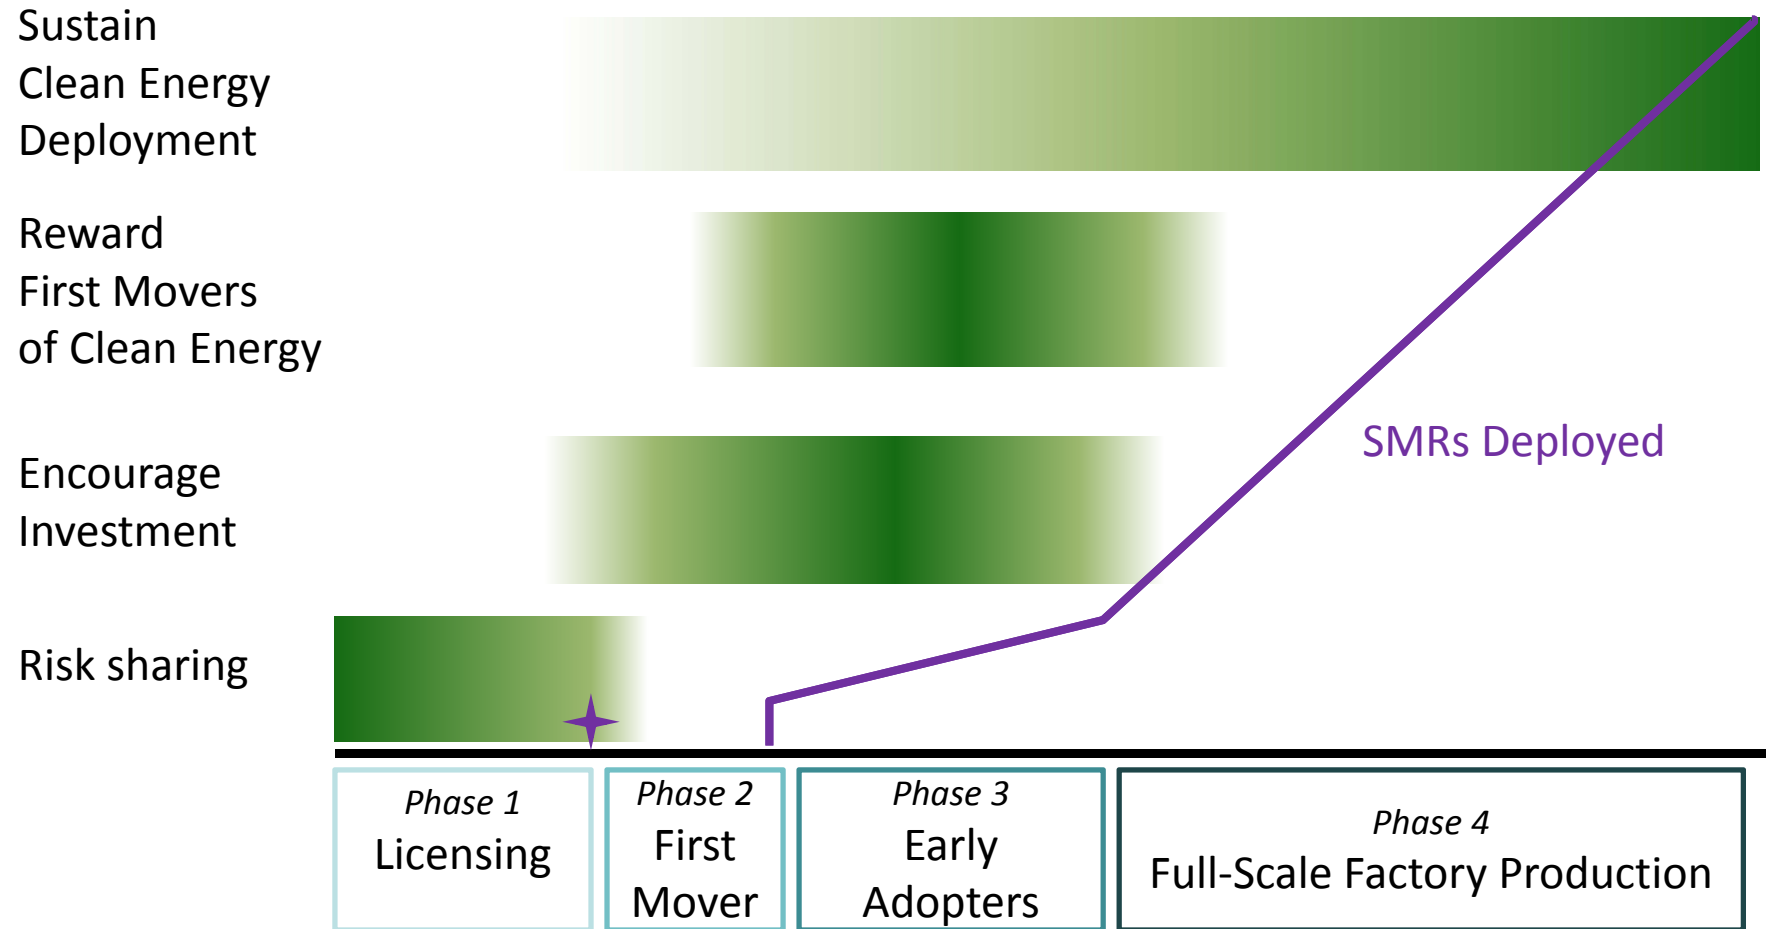 Sustain
Clean Energy
Deployment
Reward
First Movers
of Clean Energy
SMRs Deployed
Encourage
Investment
Risk sharing
Phase 1
Licensing
Phase 2
First
Mover
Phase 3
Early
Adopters
Phase 4
Full-Scale Factory Production